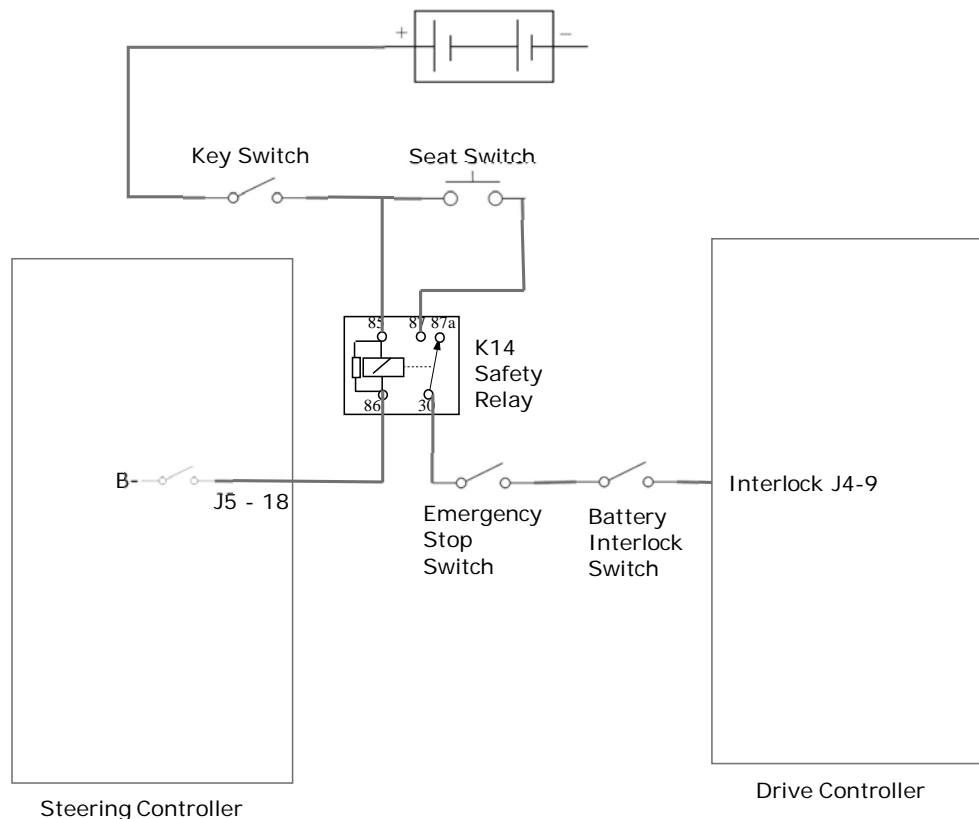 + −
Key Switch
Seat Switch
85 87 87a
K14
Safety
Relay
86 30
B-
J5 - 18
Interlock J4-9
Emergency
Stop
Switch
Battery
Interlock
Switch
Drive Controller
Steering Controller